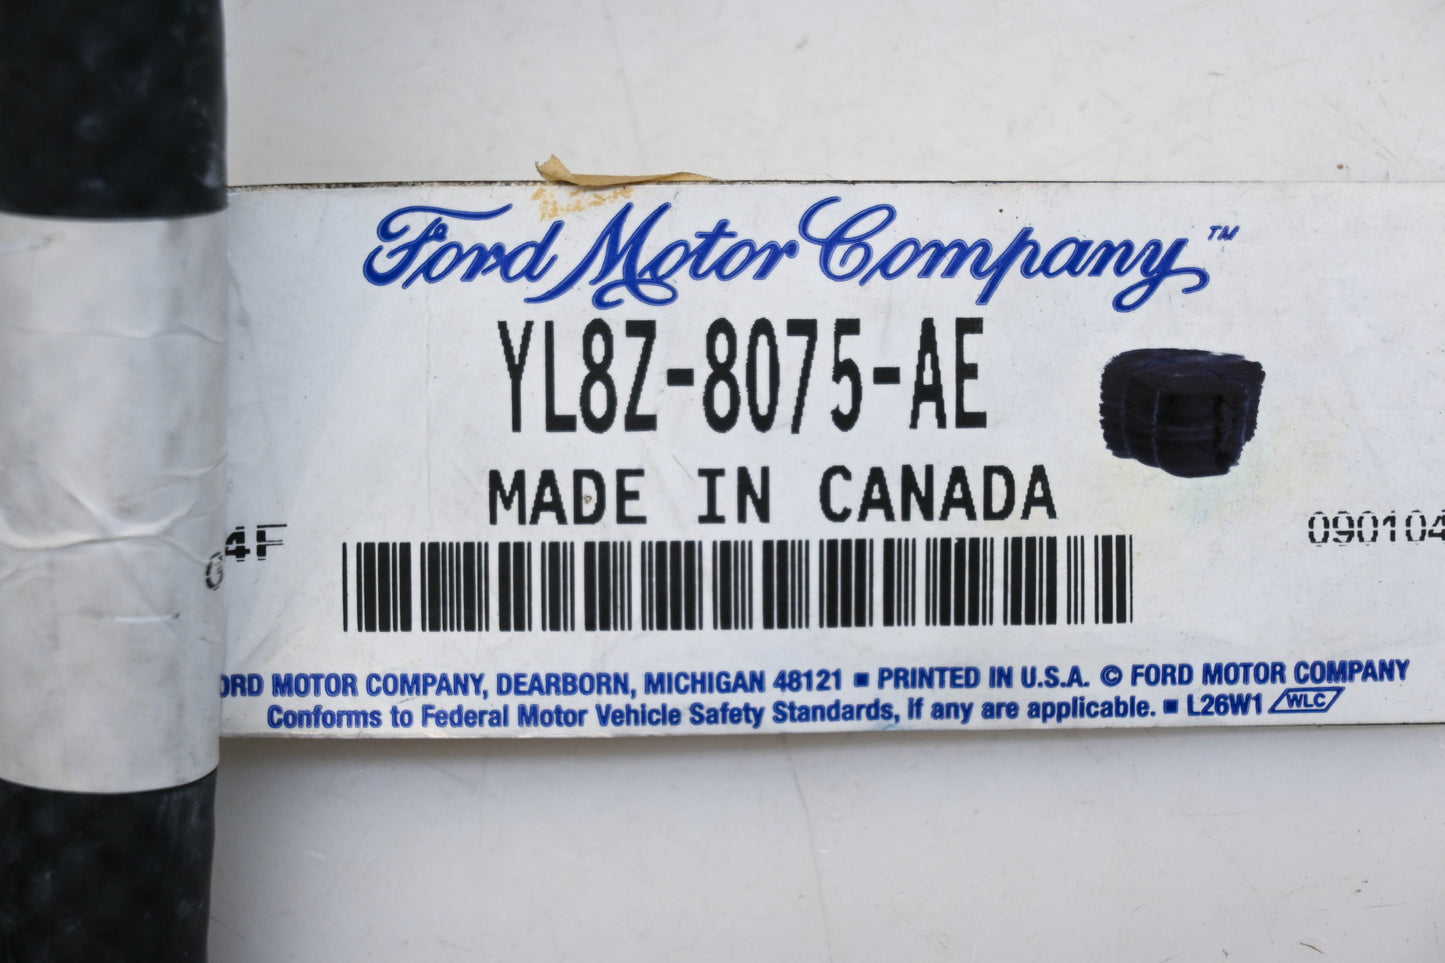 Ford Motor Company™
YL8Z-8075-AE
MADE IN CANADA
4F
090104
ORD MOTOR COMPANY, DEARBORN, MICHIGAN 48121 ▪ PRINTED IN U.S.A. © FORD MOTOR COMPANY
Conforms to Federal Motor Vehicle Safety Standards, if any are applicable. ▪ L26W1 WLC